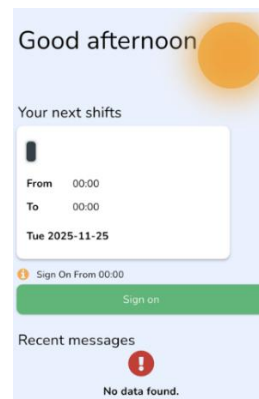 Good afternoon
Your next shifts
From 00:00
To 00:00
Tue 2025-11-25
Sign On From 00:00
Sign on
Recent messages
No data found.